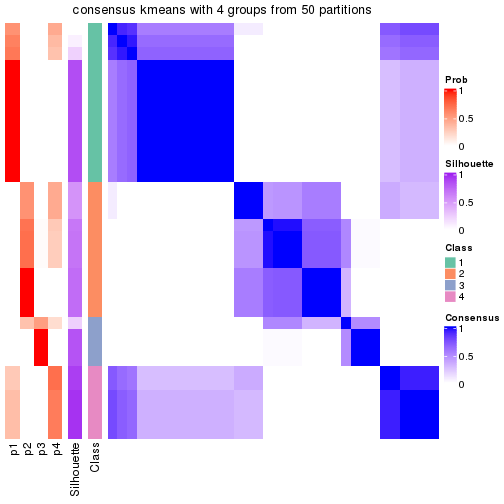 consensus kmeans with 4 groups from 50 partitions
Prob
1
0.5
0
Silhouette
1
0.5
0
Class
1
2
3
4
Consensus
1
0.5
0
p1
p2
p3
p4
Silhouette
Class